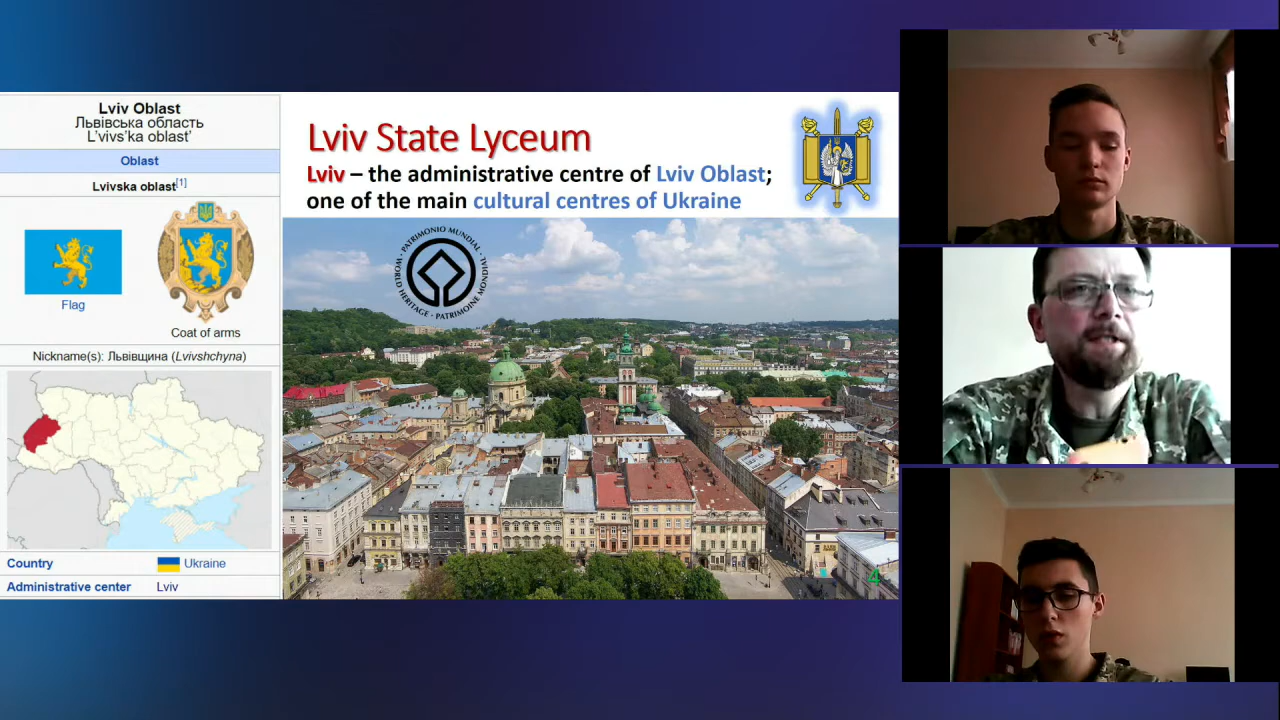 Lviv Oblast
Львівська область
L'vivs'ka oblast'
Oblast
Lvivska oblast[1]
Flag
Coat of arms
Nickname(s): Львівщина (Lvivshchyna)
Country Ukraine
Administrative center Lviv
Lviv State Lyceum
Lviv – the administrative centre of Lviv Oblast;
one of the main cultural centres of Ukraine
PATRIMONIO MUNDIAL • WORLD HERITAGE • PATRIMOINE MONDIAL •
4